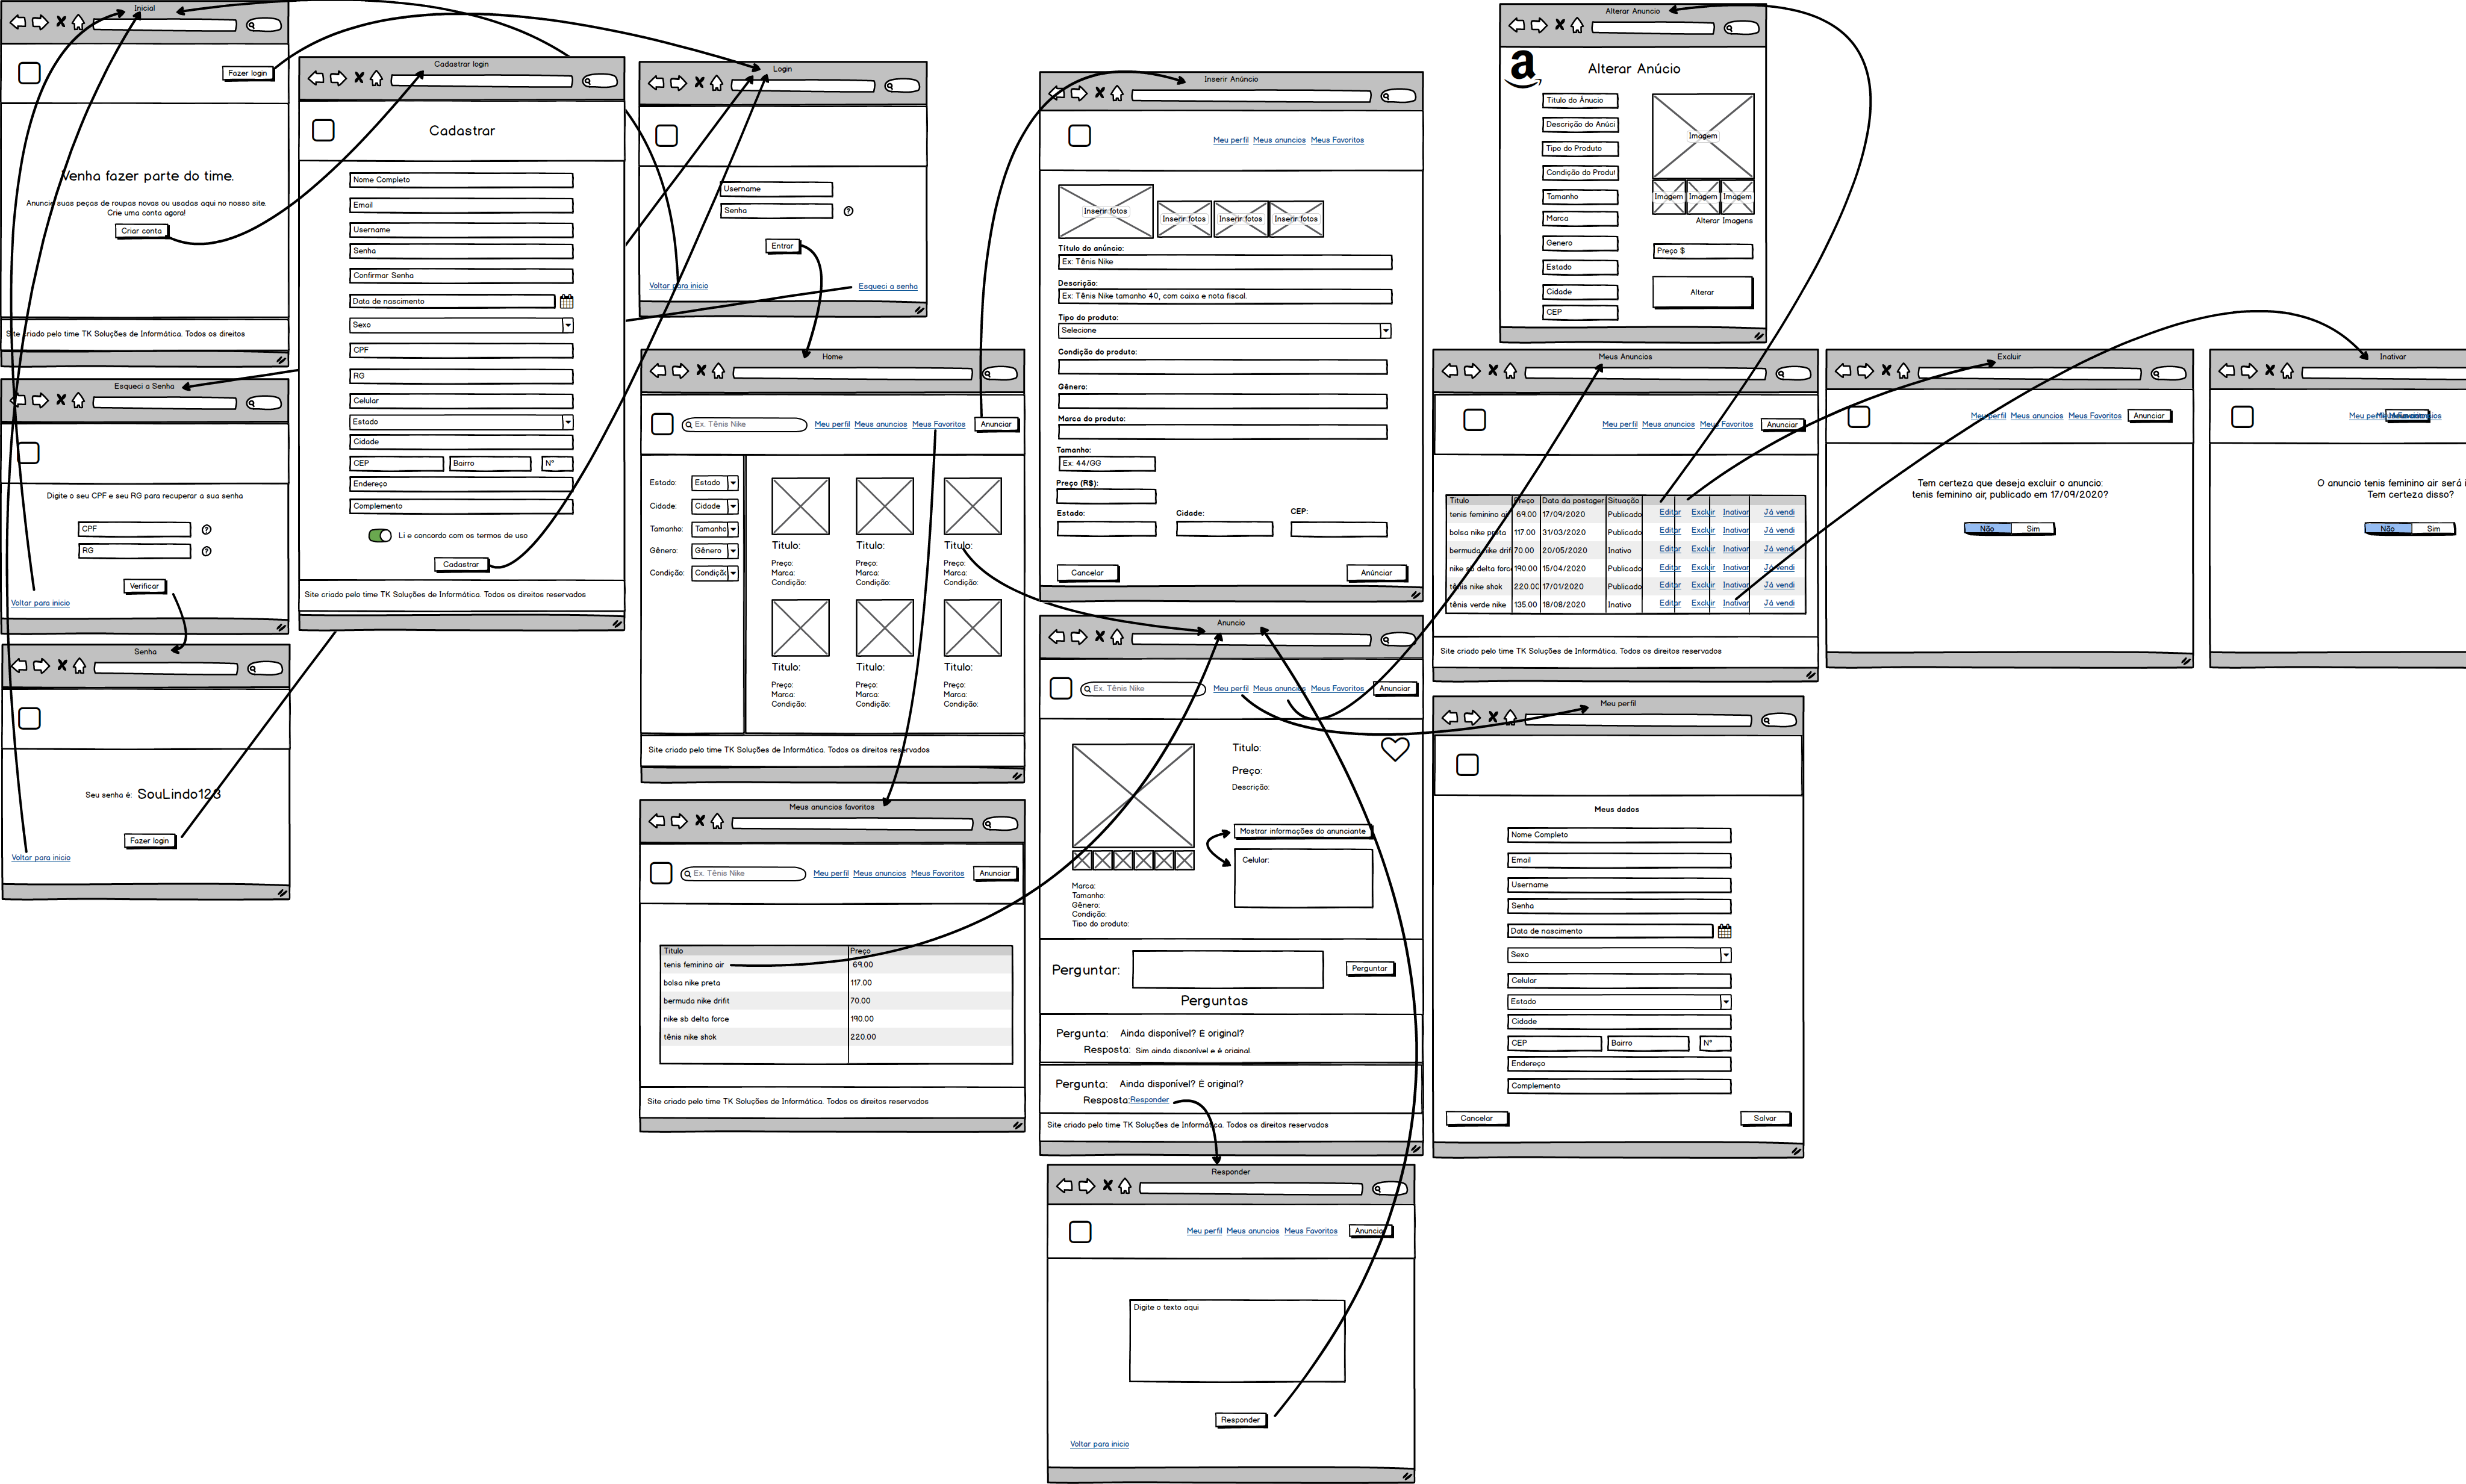 Inicial
Fazer login
Venha fazer parte do time.
Anuncie suas peças de roupas novas ou usadas aqui no nosso site.
Crie uma conta agora!
Criar conta
Site criado pelo time TK Soluções de Informática. Todos os direitos
Esqueci a Senha
Digite o seu CPF e seu RG para recuperar a sua senha
CPF
?
RG
?
Verificar
Voltar para inicio
Senha
Seu senha é: SouLindo123
Fazer login
Voltar para inicio
Cadastrar login
Cadastrar
Nome Completo
Email
Username
Senha
Confirmar Senha
Data de nascimento
Sexo
CPF
RG
Celular
Estado
Cidade
CEP Bairro N°
Endereço
Complemento
Li e concordo com os termos de uso
Cadastrar
Site criado pelo time TK Soluções de Informática. Todos os direitos reservados
Login
Username
Senha
?
Entrar
Voltar para inicio Esqueci a senha
Home
Ex. Tênis Nike Meu perfil Meus anuncios Meus Favoritos Anunciar
Estado: Estado
Cidade: Cidade
Tamanho: Tamanho
Gênero: Gênero
Condição: Condiçã
Titulo: Titulo: Titulo:
Preço: Preço: Preço:
Marca: Marca: Marca:
Condição: Condição: Condição:
Titulo: Titulo: Titulo:
Preço: Preço: Preço:
Marca: Marca: Marca:
Condição: Condição: Condição:
Site criado pelo time TK Soluções de Informática. Todos os direitos reservados
Meus anuncios favoritos
Ex. Tênis Nike Meu perfil Meus anuncios Meus Favoritos Anunciar
Titulo Preço
tenis feminino air 69.00
bolsa nike preta 117.00
bermuda nike drifit 70.00
nike sb delta force 190.00
tênis nike shok 220.00
Site criado pelo time TK Soluções de Informática. Todos os direitos reservados
Inserir Anúncio
Meu perfil Meus anuncios Meus Favoritos
Inserir fotos Inserir fotos Inserir fotos Inserir fotos
Título do anúncio:
Ex: Tênis Nike
Descrição:
Ex: Tênis Nike tamanho 40, com caixa e nota fiscal.
Tipo do produto:
Selecione
Condição do produto:
Gênero:
Marca do produto:
Tamanho:
Ex: 44/GG
Preço (R$):
Estado: Cidade: CEP:
Cancelar Anúnciar
Anuncio
Ex. Tênis Nike Meu perfil Meus anuncios Meus Favoritos Anunciar
Titulo:
Preço:
Descrição:
Mostrar informações do anunciante
Celular:
Marca:
Tamanho:
Gênero:
Condição:
Tipo do produto:
Perguntar: Perguntar
Perguntas
Pergunta: Ainda disponível? E original?
Resposta: Sim ainda disponível e é original
Pergunta: Ainda disponível? E original?
Resposta:Responder
Site criado pelo time TK Soluções de Informática. Todos os direitos reservados
Responder
Meu perfil Meus anuncios Meus Favoritos Anunciar
Digite o texto aqui
Responder
Voltar para inicio
Alterar Anuncio
a
Alterar Anúcio
Titulo do Ánucio
Descrição do Anúci
Tipo do Produto
Condição do Produt
Tamanho
Marca
Genero
Estado
Cidade
CEP
Imagem
Imagem Imagem Imagem
Alterar Imagens
Preço $
Alterar
Meus Anuncios
Meu perfil Meus anuncios Meus Favoritos Anunciar
Titulo Preço Data da postager Situação
tenis feminino air 69.00 17/09/2020 Publicado Editar Excluir Inativar Já vendi
bolsa nike preta 117.00 31/03/2020 Publicado Editar Excluir Inativar Já vendi
bermuda nike drif 70.00 20/05/2020 Inativo Editar Excluir Inativar Já vendi
nike sb delta force 190.00 15/04/2020 Publicado Editar Excluir Inativar Já vendi
tênis nike shok 220.00 17/01/2020 Publicado Editar Excluir Inativar Já vendi
tênis verde nike 135.00 18/08/2020 Inativo Editar Excluir Inativar Já vendi
Site criado pelo time TK Soluções de Informática. Todos os direitos reservados
Meu perfil
Meus dados
Nome Completo
Email
Username
Senha
Data de nascimento
Sexo
Celular
Estado
Cidade
CEP Bairro N°
Endereço
Complemento
Cancelar Salvar
Excluir
Meu perfil Meus anuncios Meus Favoritos Anunciar
Tem certeza que deseja excluir o anuncio:
tenis feminino air, publicado em 17/09/2020?
Não Sim
Inativar
Meu perfil
O anuncio tenis feminino air será i
Tem certeza disso?
Não Sim